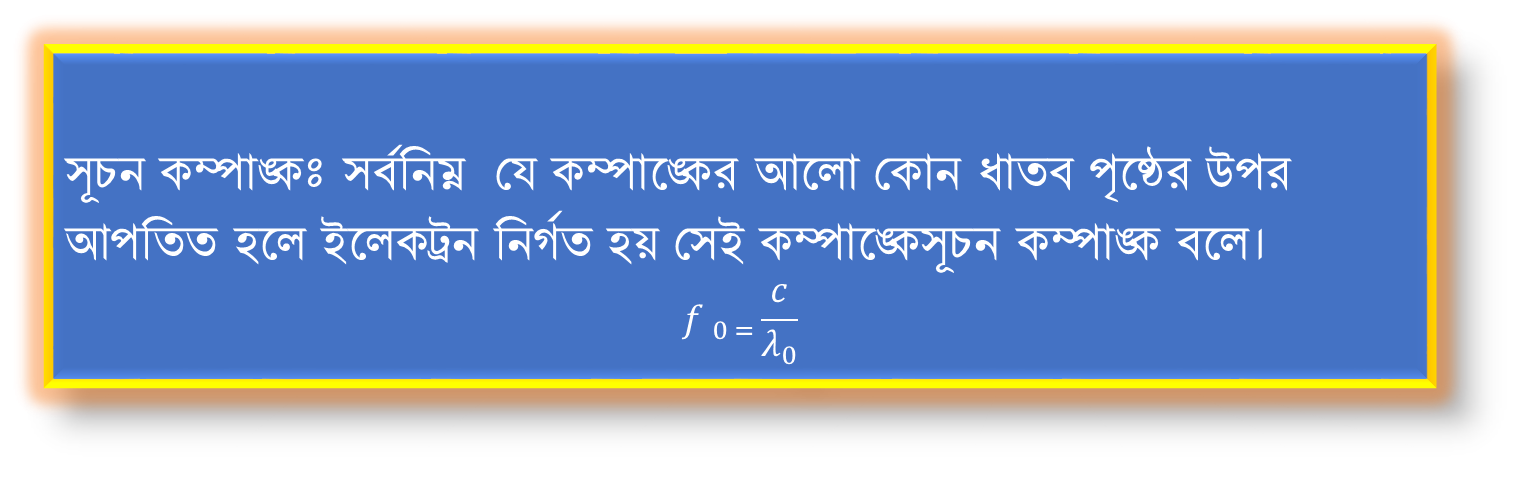 সূচন কম্পাঙ্কঃ সর্বনিম্ন যে কম্পাঙ্কের আলো কোন ধাতব পৃষ্ঠের উপর
আপতিত হলে ইলেকট্রন নির্গত হয় সেই কম্পাঙ্কেসূচন কম্পাঙ্ক বলে।
f 0 = c/λ0